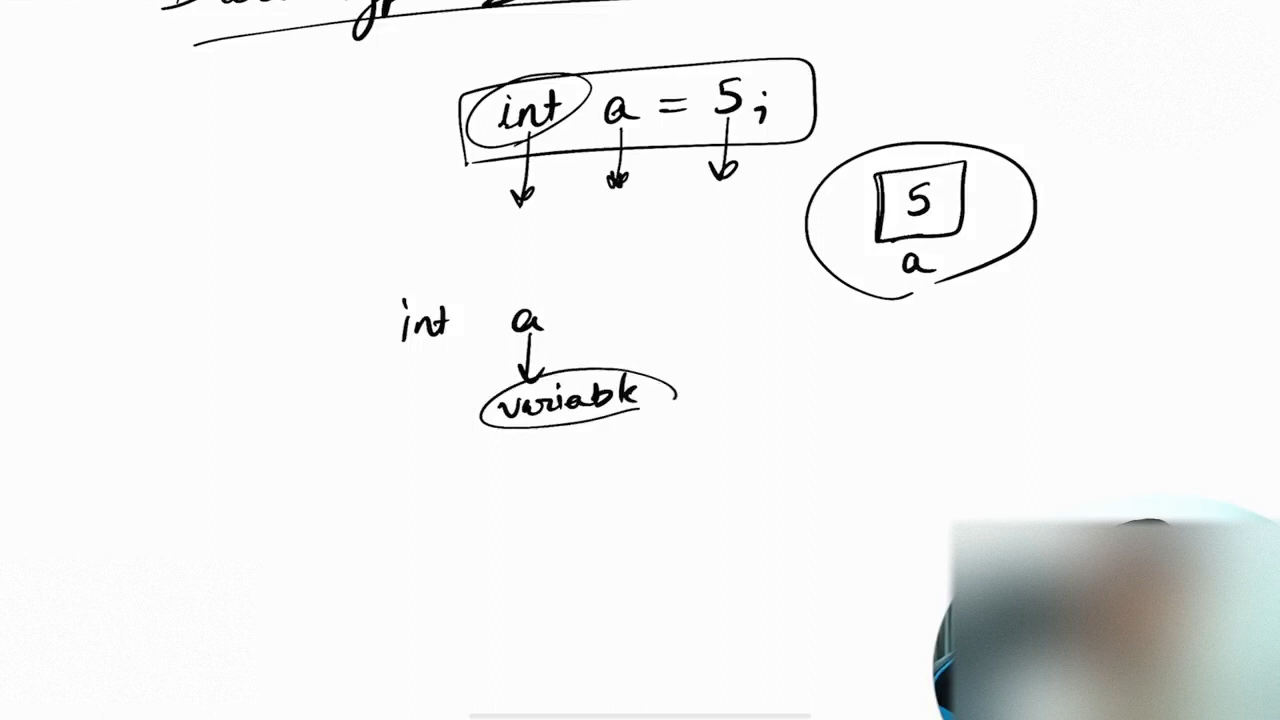 int a = 5;
5
a
int a
variable